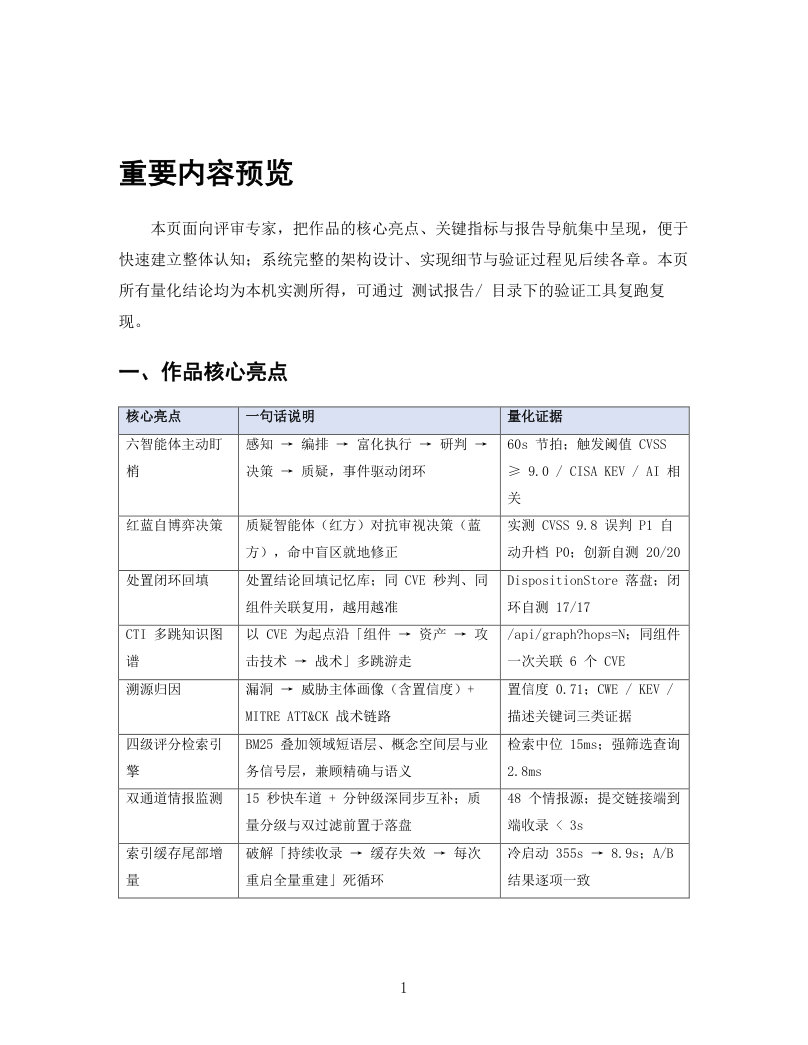 重要内容预览
本页面向评审专家，把作品的核心亮点、关键指标与报告导航集中呈现，便于
快速建立整体认知；系统完整的架构设计、实现细节与验证过程见后续各章。本页
所有量化结论均为本机实测所得，可通过 测试报告/ 目录下的验证工具复跑复
现。
一、作品核心亮点
核心亮点 一句话说明 量化证据
六智能体主动盯 感知 → 编排 → 富化执行 → 研判 → 60s 节拍；触发阈值 CVSS
梢 决策 → 质疑，事件驱动闭环 ≥ 9.0 / CISA KEV / AI 相
关
红蓝自博弈决策 质疑智能体（红方）对抗审视决策（蓝 实测 CVSS 9.8 误判 P1 自
方），命中盲区就地修正 动升档 P0；创新自测 20/20
处置闭环回填 处置结论回填记忆库；同 CVE 秒判、同 DispositionStore 落盘；闭
组件关联复用，越用越准 环自测 17/17
CTI 多跳知识图 以 CVE 为起点沿「组件 → 资产 → 攻 /api/graph?hops=N；同组件
谱 击技术 → 战术」多跳游走 一次关联 6 个 CVE
溯源归因 漏洞 → 威胁主体画像（含置信度）+ 置信度 0.71；CWE / KEV /
MITRE ATT&CK 战术链路 描述关键词三类证据
四级评分检索引 BM25 叠加领域短语层、概念空间层与业 检索中位 15ms；强筛选查询
擎 务信号层，兼顾精确与语义 2.8ms
双通道情报监测 15 秒快车道 + 分钟级深同步互补；质 48 个情报源；提交链接端到
量分级与双过滤前置于落盘 端收录 < 3s
索引缓存尾部增 破解「持续收录 → 缓存失效 → 每次 冷启动 355s → 8.9s；A/B
量 重启全量重建」死循环 结果逐项一致
1